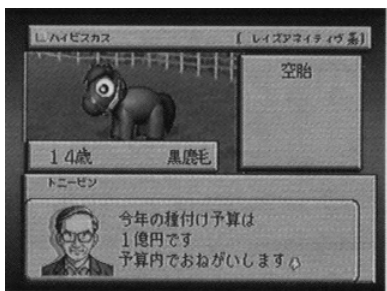 ハイビスカス [レイズアネイティヴ系]
空胎
14歳 黒鹿毛
トニービン
今年の種付け予算は
1億円です
予算内でおねがいします